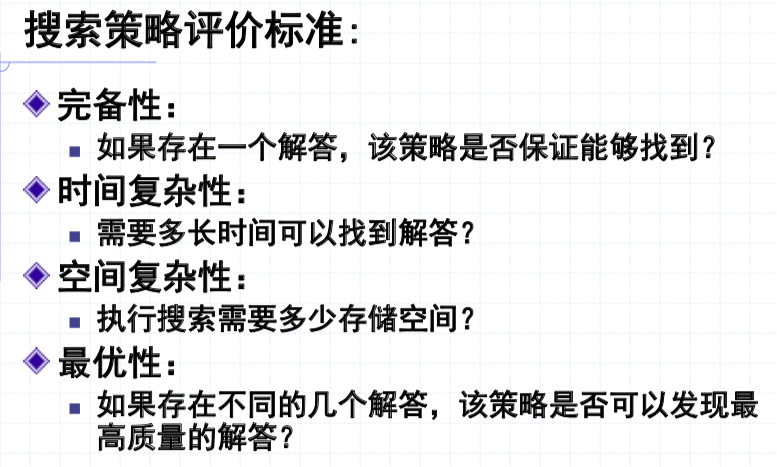 搜索策略评价标准:
完备性：
如果存在一个解答，该策略是否保证能够找到？
时间复杂性：
需要多长时间可以找到解答？
空间复杂性：
执行搜索需要多少存储空间？
最优性：
如果存在不同的几个解答，该策略是否可以发现最
高质量的解答？